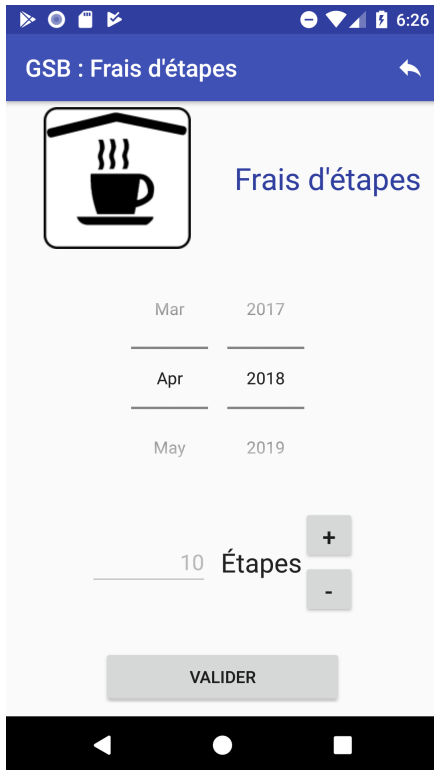 6:26
GSB : Frais d'étapes
Frais d'étapes
Mar 2017
Apr 2018
May 2019
+
10 Étapes
-
VALIDER